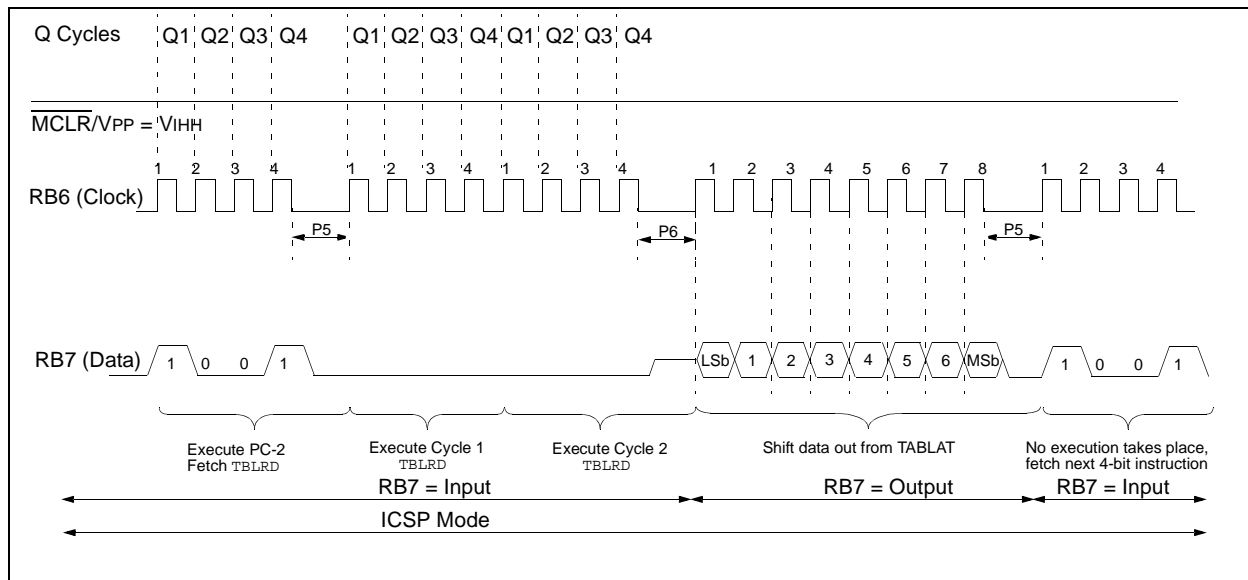 Q Cycles Q1 Q2 Q3 Q4 Q1 Q2 Q3 Q4 Q1 Q2 Q3 Q4
MCLR/VPP = VIHH
1 2 3 4 1 2 3 4 1 2 3 4 1 2 3 4 5 6 7 8 1 2 3 4
RB6 (Clock)
P5 P6 P5
RB7 (Data) 1 0 0 1 LSb 1 2 3 4 5 6 MSb 1 0 0 1
Execute PC-2 Execute Cycle 1 Execute Cycle 2 Shift data out from TABLAT No execution takes place,
Fetch TBLRD TBLRD TBLRD fetch next 4-bit instruction
RB7 = Input RB7 = Output RB7 = Input
ICSP Mode